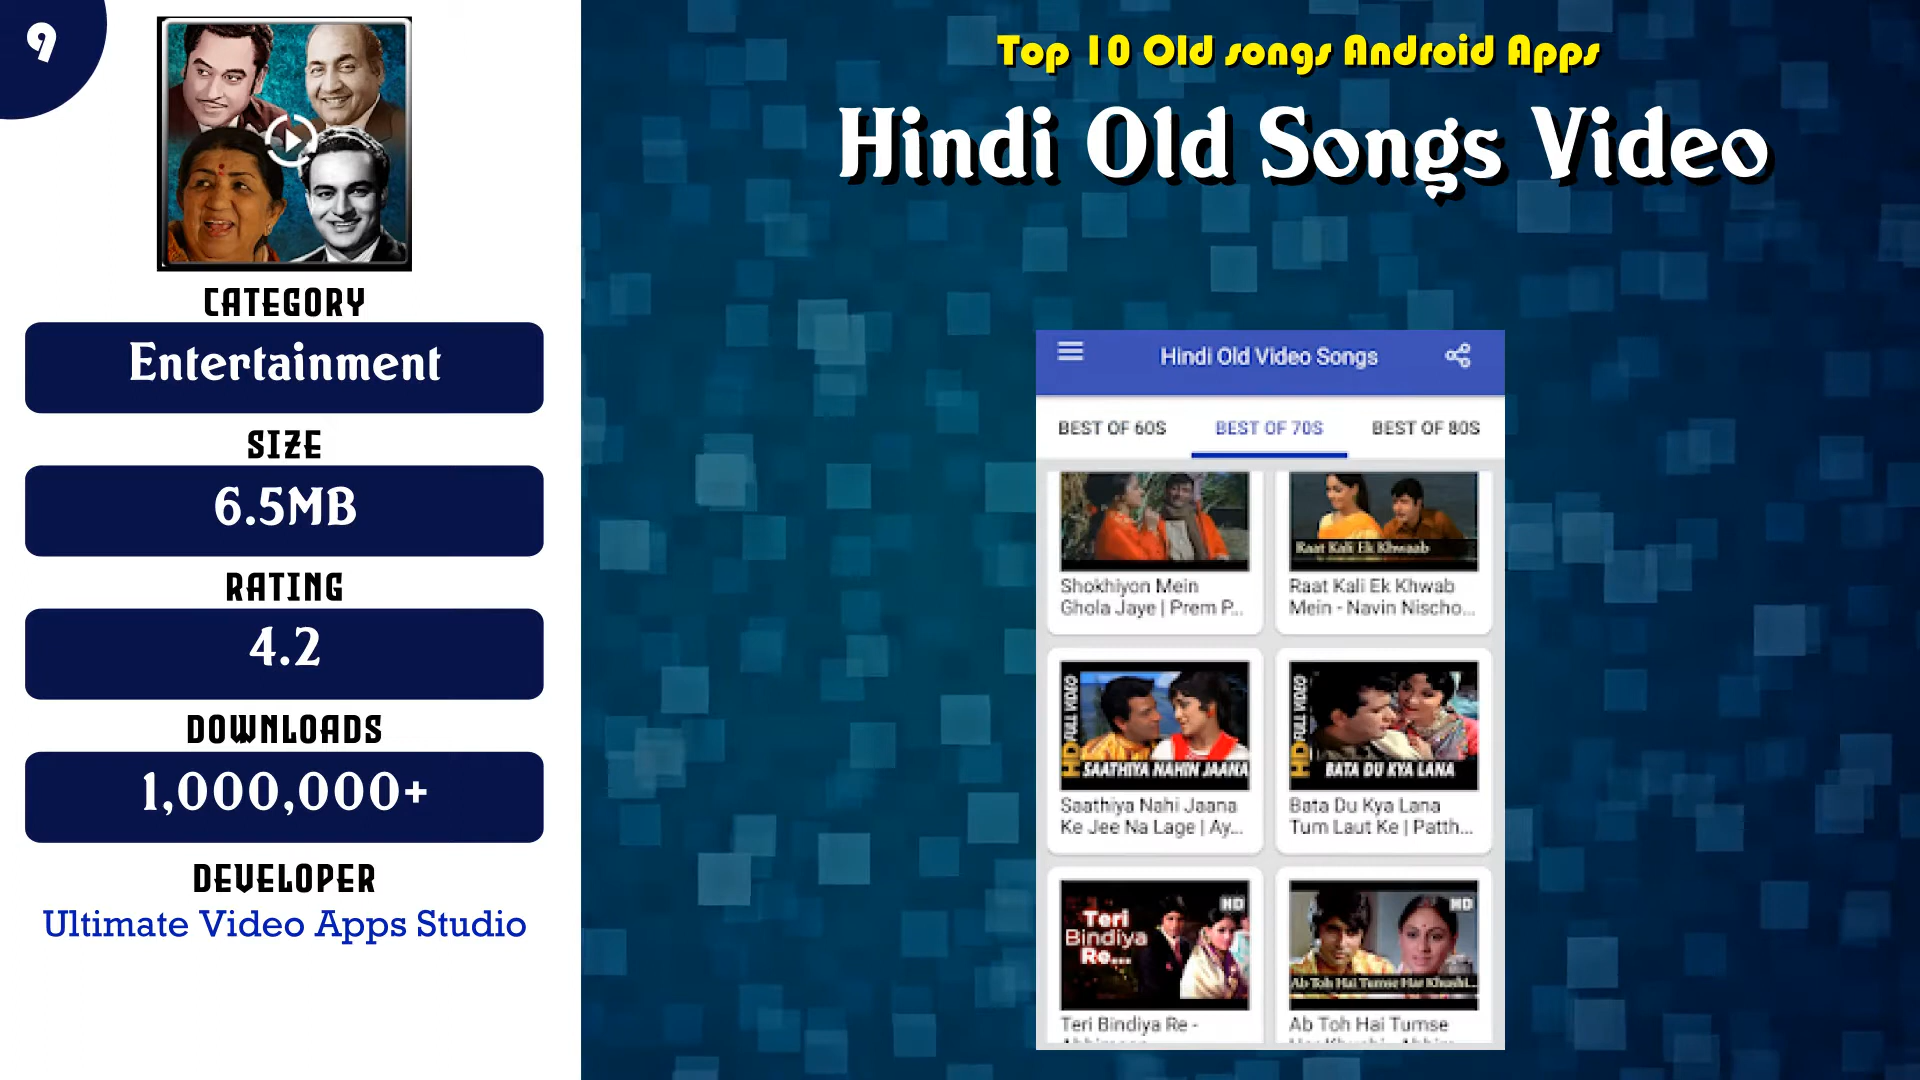 9
CATEGORY
Entertainment
SIZE
6.5MB
RATING
4.2
DOWNLOADS
1,000,000+
DEVELOPER
Ultimate Video Apps Studio
Top 10 Old songs Android Apps
Hindi Old Songs Video
Hindi Old Video Songs
BEST OF 60S BEST OF 70S BEST OF 80S
Raat Kali Ek Khwaab
Shokhiyon Mein
Ghola Jaye | Prem P...
Raat Kali Ek Khwab
Mein - Navin Nischo...
HD FULL VIDEO
SAATHIYA NAHIN JAANA
Saathiya Nahi Jaana
Ke Jee Na Lage | Ay...
HD FULL VIDEO
BATA DU KYA LANA
Bata Du Kya Lana
Tum Laut Ke | Patth...
HD
Teri
Bindiya
Re...
Teri Bindiya Re -
HD
Ab Toh Hai Tumse Har Khushi...
Ab Toh Hai Tumse